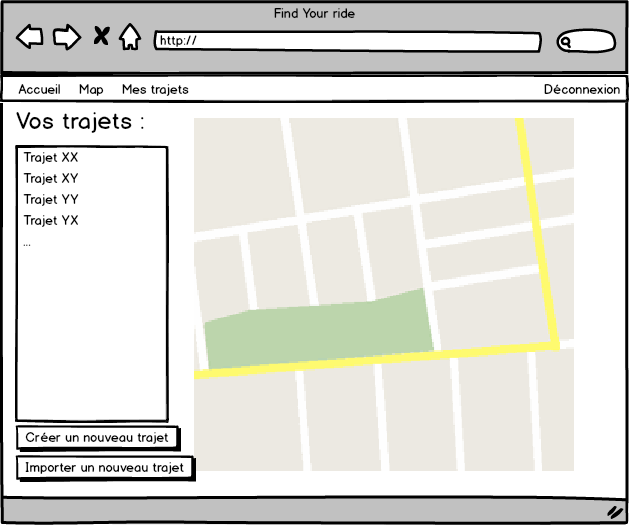 Find Your ride
http://
Accueil Map Mes trajets Déconnexion
Vos trajets :
Trajet XX
Trajet XY
Trajet YY
Trajet YX
...
Créer un nouveau trajet
Importer un nouveau trajet